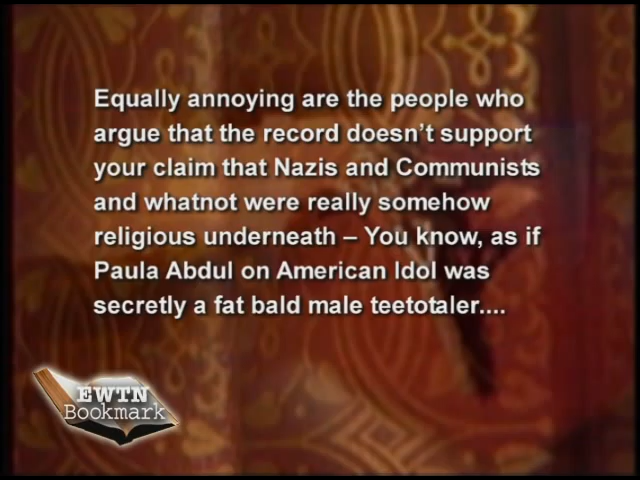 Equally annoying are the people who
argue that the record doesn't support
your claim that Nazis and Communists
and whatnot were really somehow
religious underneath – You know, as if
Paula Abdul on American Idol was
secretly a fat bald male teetotaler....
EWTN
Bookmark